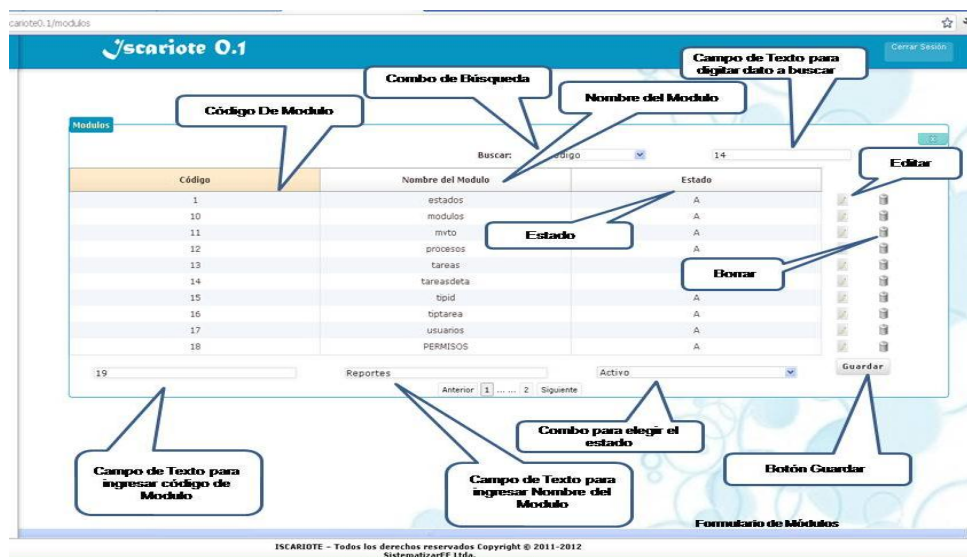 cariote0.1/modulos
Iscariote 0.1
Cerrar Sesión
Campo de Texto para
digitar dato a buscar
Combo de Búsqueda
Nombre del Modulo
Código De Modulo
Modulos
Buscar:
14
Editar
Código Nombre del Modulo Estado
1 estados A
10 modulos A
11 mvto A
12 procesos A
13 tareas
14 tareasdeta
15 tipid A
16 tiptarea A
17 usuarios A
18 PERMISOS A
Estado
Borrar
19 Reportes Activo Guardar
Anterior 1 ... ... 2 Siguiente
Combo para elegir el
estado
Campo de Texto para
ingresar código de
Modulo
Campo de Texto para
ingresar Nombre del
Modulo
Botón Guardar
Formulario de Módulos
ISCARIOTE - Todos los derechos reservados Copyright © 2011-2012
SistematizarEF Ltda.